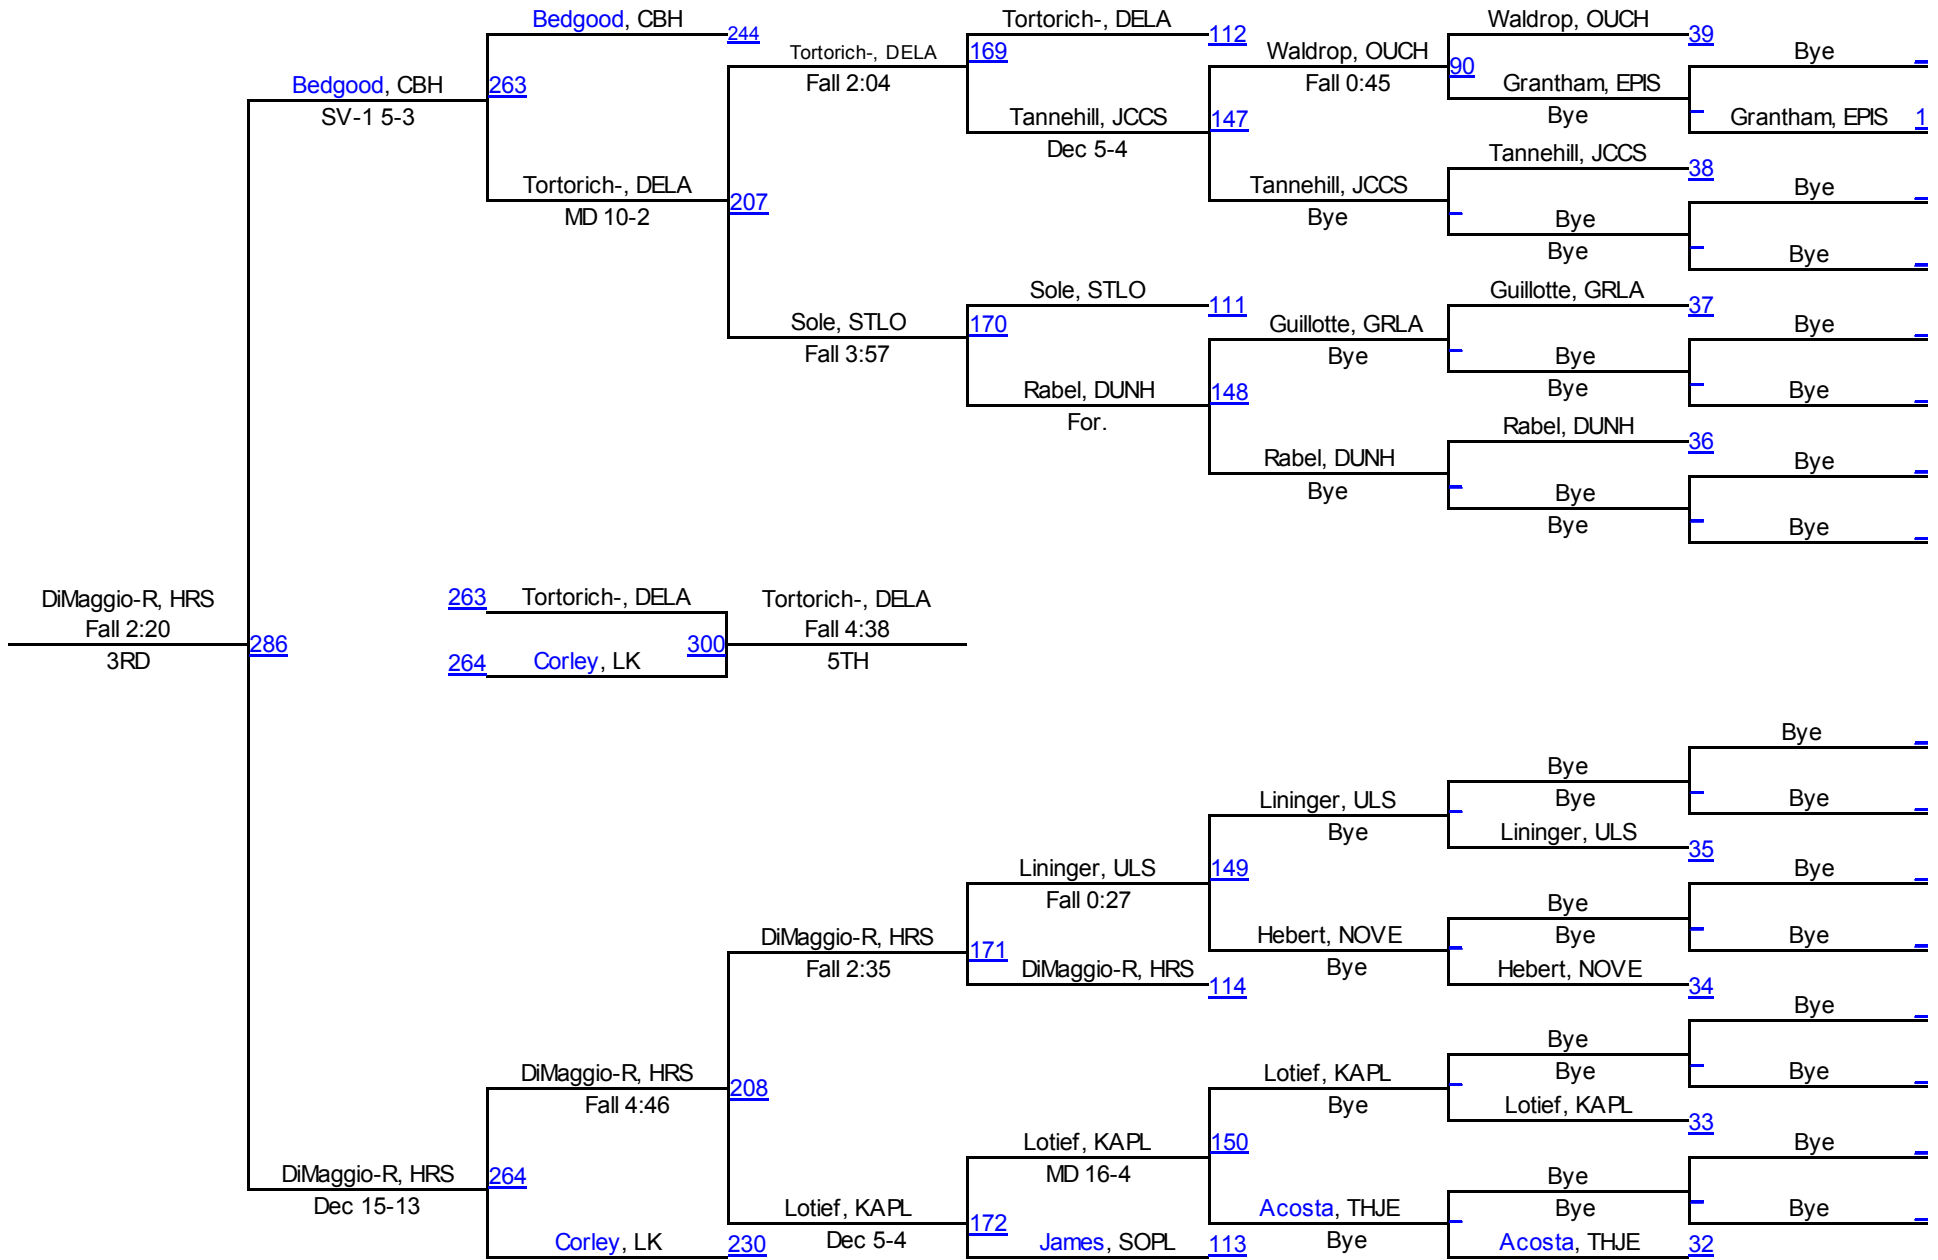 Bedgood, CBH
244
Tortorich-, DELA
112
Waldrop, OUCH
39
Bye
Bedgood, CBH
SV-1 5-3
263
Tortorich-, DELA
Fall 2:04
169
Waldrop, OUCH
Fall 0:45
90
Grantham, EPIS
Bye
Grantham, EPIS 1
Tannehill, JCCS
Dec 5-4
147
Tannehill, JCCS
38
Bye
Tortorich-, DELA
MD 10-2
207
Tannehill, JCCS
Bye
Bye
Bye
Bye
Sole, STLO
111
Guillotte, GRLA
37
Bye
Sole, STLO
Fall 3:57
170
Guillotte, GRLA
Bye
Bye
Bye
Bye
Rabel, DUNH
For.
148
Rabel, DUNH
36
Bye
Rabel, DUNH
Bye
Bye
Bye
Bye
DiMaggio-R, HRS
Fall 2:20
3RD
286
263 Tortorich-, DELA
264 Corley, LK
300
Tortorich-, DELA
Fall 4:38
5TH
Bye
Bye
Bye
Bye
Lininger, ULS
Bye
Lininger, ULS
35
Lininger, ULS
Fall 0:27
149
Bye
Bye
Bye
Bye
DiMaggio-R, HRS
Fall 2:35
171
Hebert, NOVE
Bye
Hebert, NOVE
34
DiMaggio-R, HRS
114
Bye
Bye
Bye
Bye
DiMaggio-R, HRS
Fall 4:46
208
Lotief, KAPL
Bye
Lotief, KAPL
33
Lotief, KAPL
MD 16-4
150
Bye
Bye
Bye
Bye
DiMaggio-R, HRS
Dec 15-13
264
Lotief, KAPL
Dec 5-4
172
Acosta, THJE
Bye
Corley, LK
230
James, SOPL
113
Acosta, THJE
32